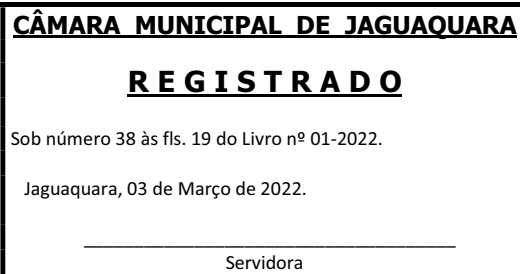 CÂMARA MUNICIPAL DE JAGUAQUARA
R E G I S T R A D O
Sob número 38 às fls. 19 do Livro nº 01-2022.
Jaguaquara, 03 de Março de 2022.
_____________________________________
Servidora